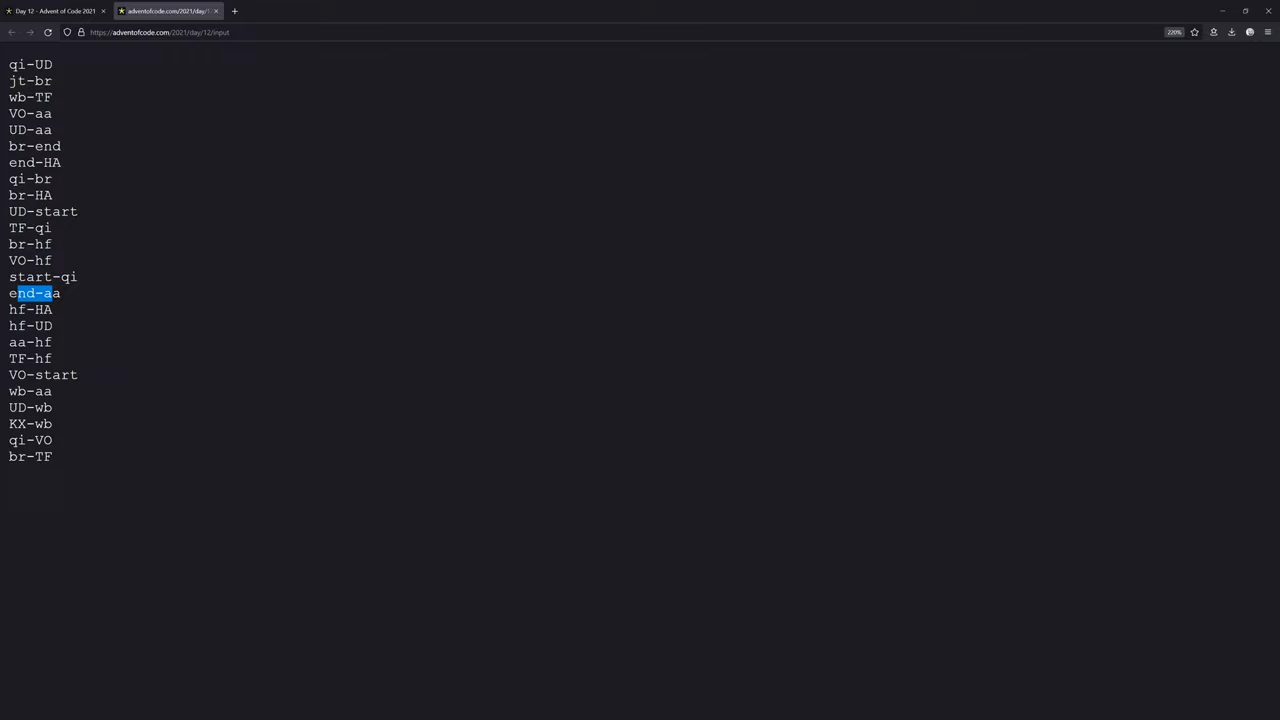 Day 12 - Advent of Code 2021
adventofcode.com/2021/day/1
https://adventofcode.com/2021/day/12/input
220%
qi-UD
jt-br
wb-TF
VO-aa
UD-aa
br-end
end-HA
qi-br
br-HA
UD-start
TF-qi
br-hf
VO-hf
start-qi
end-aa
hf-HA
hf-UD
aa-hf
TF-hf
VO-start
wb-aa
UD-wb
KX-wb
qi-VO
br-TF